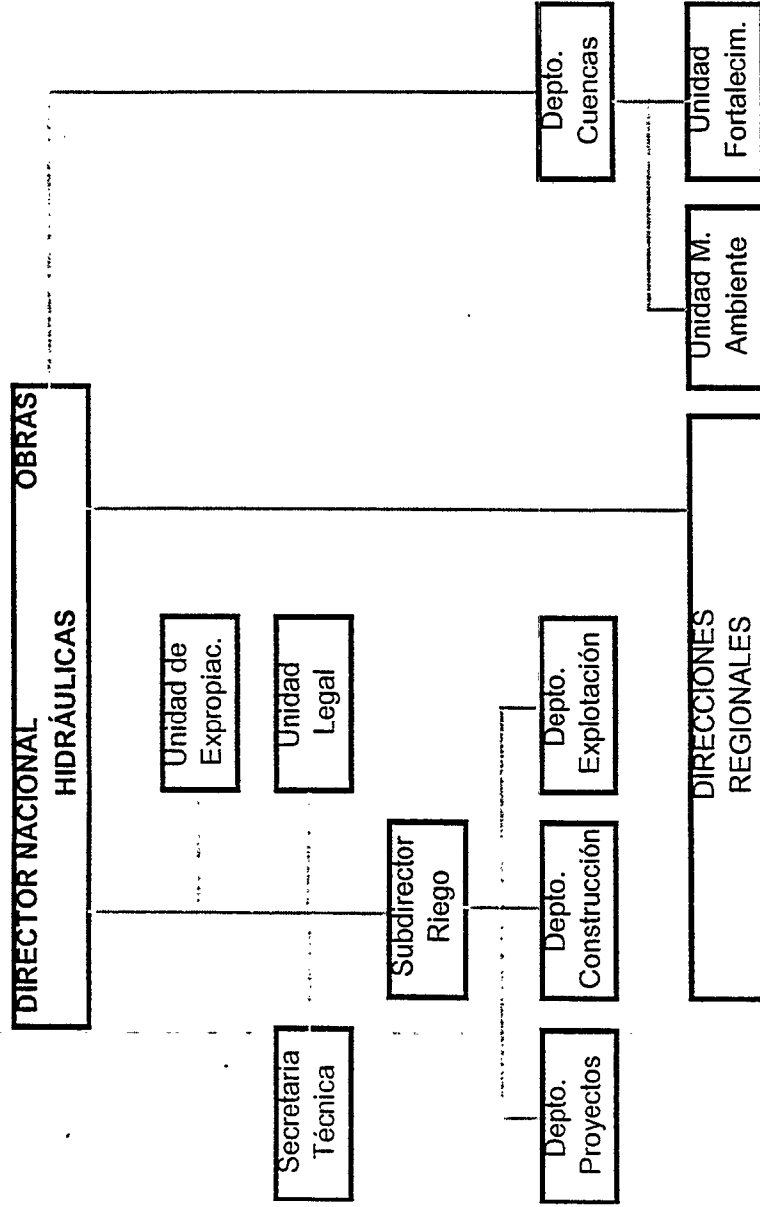 DIRECTOR NACIONAL OBRAS
HIDRÁULICAS
Unidad de
Expropiac.
Secretaria
Técnica
Unidad
Legal
Subdirector
Riego
Depto.
Proyectos
Depto.
Construcción
Depto.
Explotación
Depto.
Cuencas
DIRECCIONES
REGIONALES
Unidad M.
Ambiente
Unidad
Fortalecim.